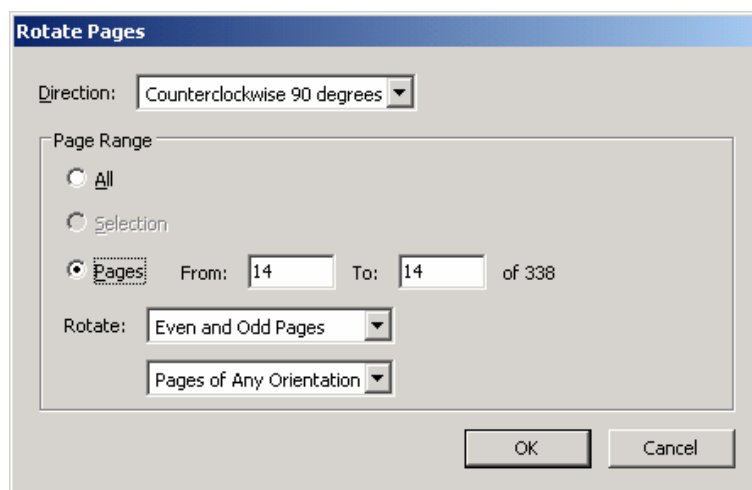 Rotate Pages
Direction: Counterclockwise 90 degrees
Page Range
All
Selection
Pages From: 14 To: 14 of 338
Rotate: Even and Odd Pages
Pages of Any Orientation
OK Cancel